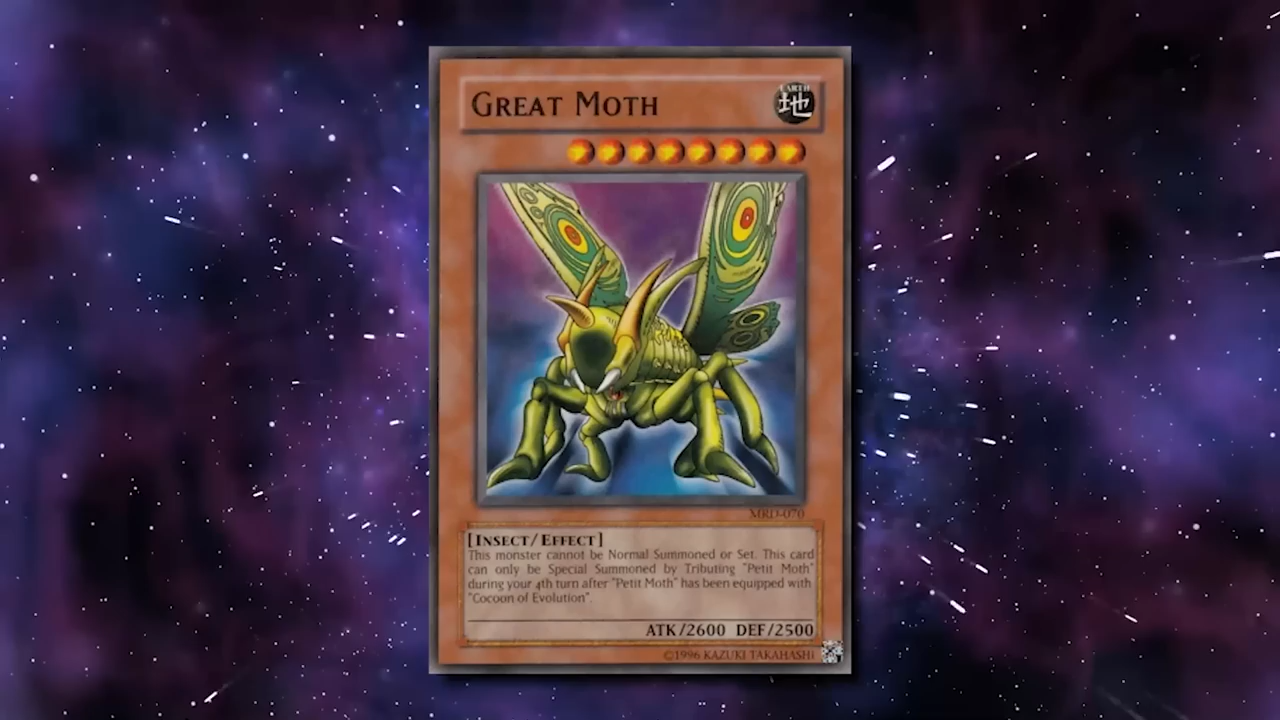 Great Moth
EARTH
地
MRD-070
[Insect/Effect]
This monster cannot be Normal Summoned or Set. This card
can only be Special Summoned by Tributing "Petit Moth"
during your 4th turn after "Petit Moth" has been equipped with
"Cocoon of Evolution".
ATK/2600 DEF/2500
©1996 KAZUKI TAKAHASHI